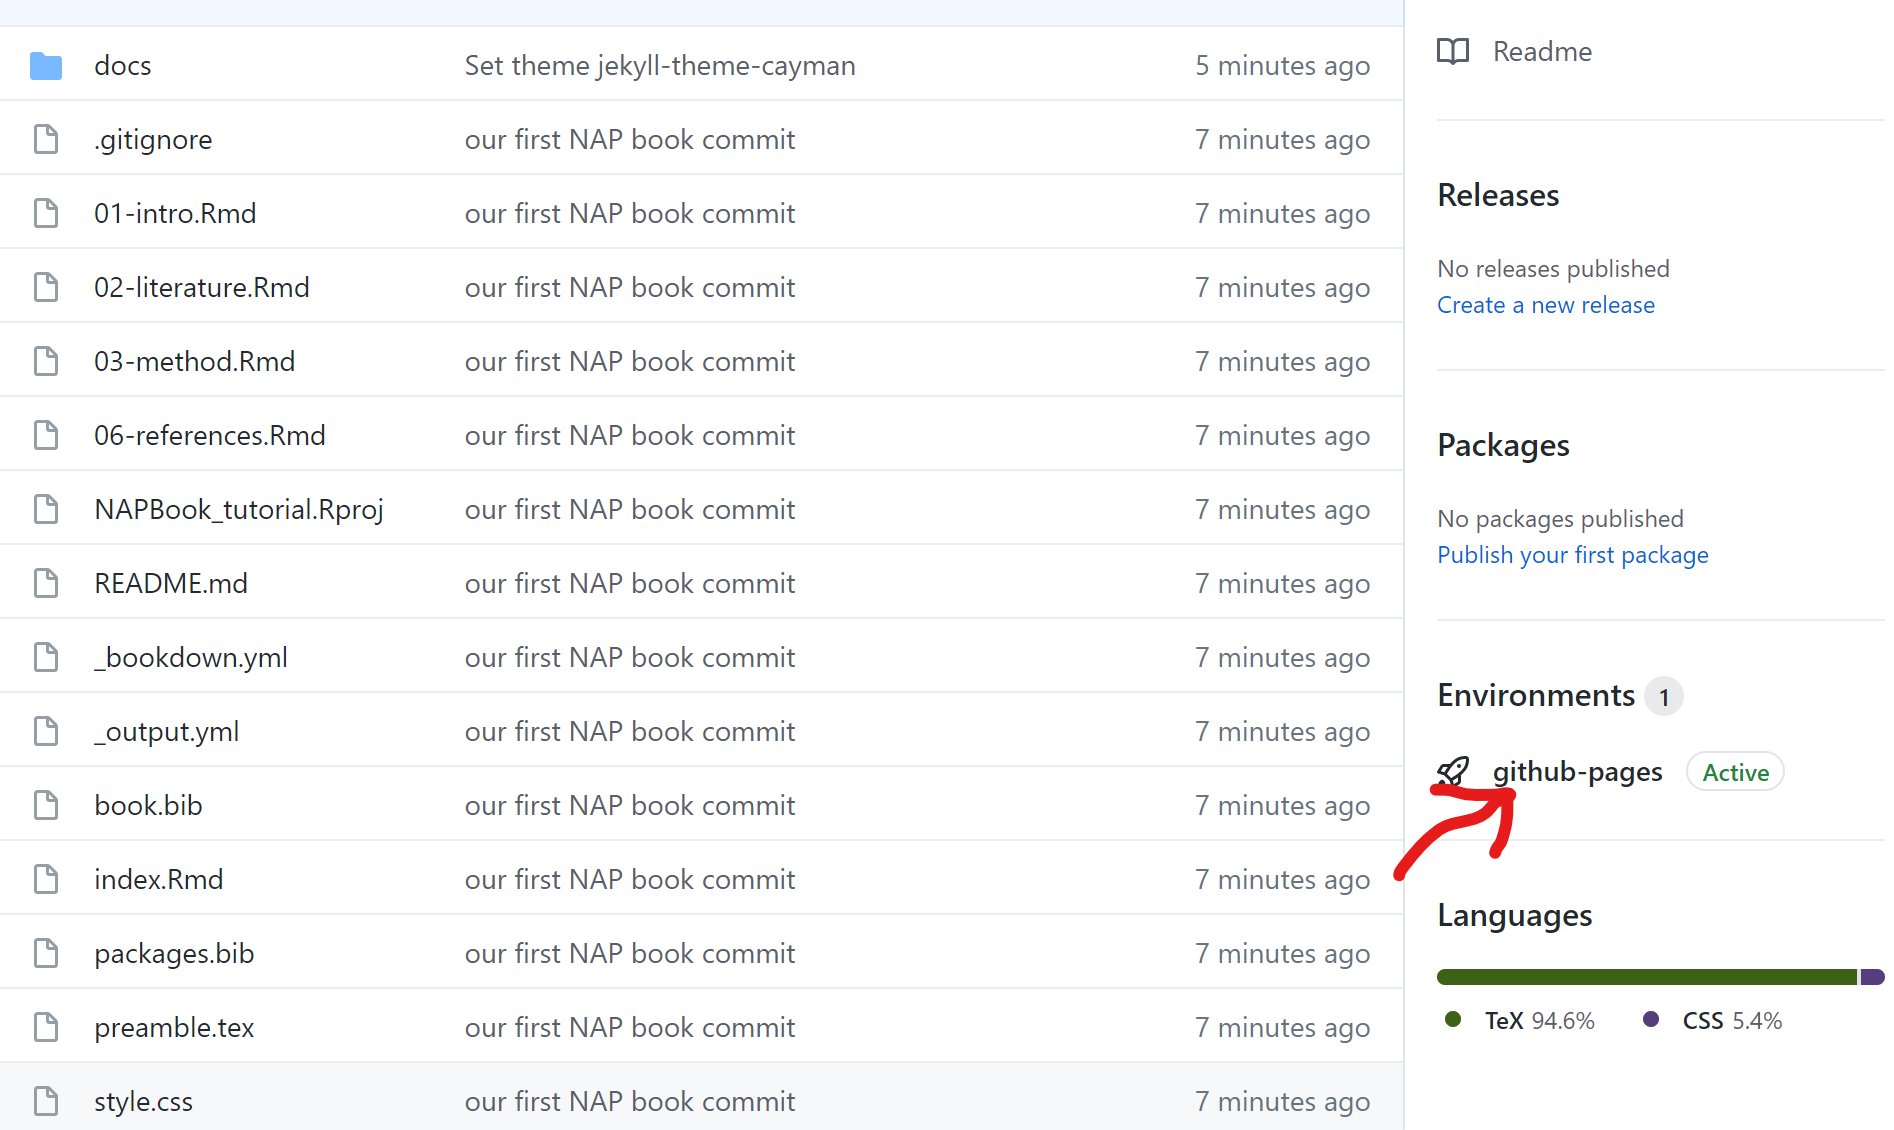 docs Set theme jekyll-theme-cayman 5 minutes ago
.gitignore our first NAP book commit 7 minutes ago
01-intro.Rmd our first NAP book commit 7 minutes ago
02-literature.Rmd our first NAP book commit 7 minutes ago
03-method.Rmd our first NAP book commit 7 minutes ago
06-references.Rmd our first NAP book commit 7 minutes ago
NAPBook_tutorial.Rproj our first NAP book commit 7 minutes ago
README.md our first NAP book commit 7 minutes ago
_bookdown.yml our first NAP book commit 7 minutes ago
_output.yml our first NAP book commit 7 minutes ago
book.bib our first NAP book commit 7 minutes ago
index.Rmd our first NAP book commit 7 minutes ago
packages.bib our first NAP book commit 7 minutes ago
preamble.tex our first NAP book commit 7 minutes ago
style.css our first NAP book commit 7 minutes ago
Readme
Releases
No releases published
Create a new release
Packages
No packages published
Publish your first package
Environments 1
github-pages Active
Languages
TeX 94.6% CSS 5.4%